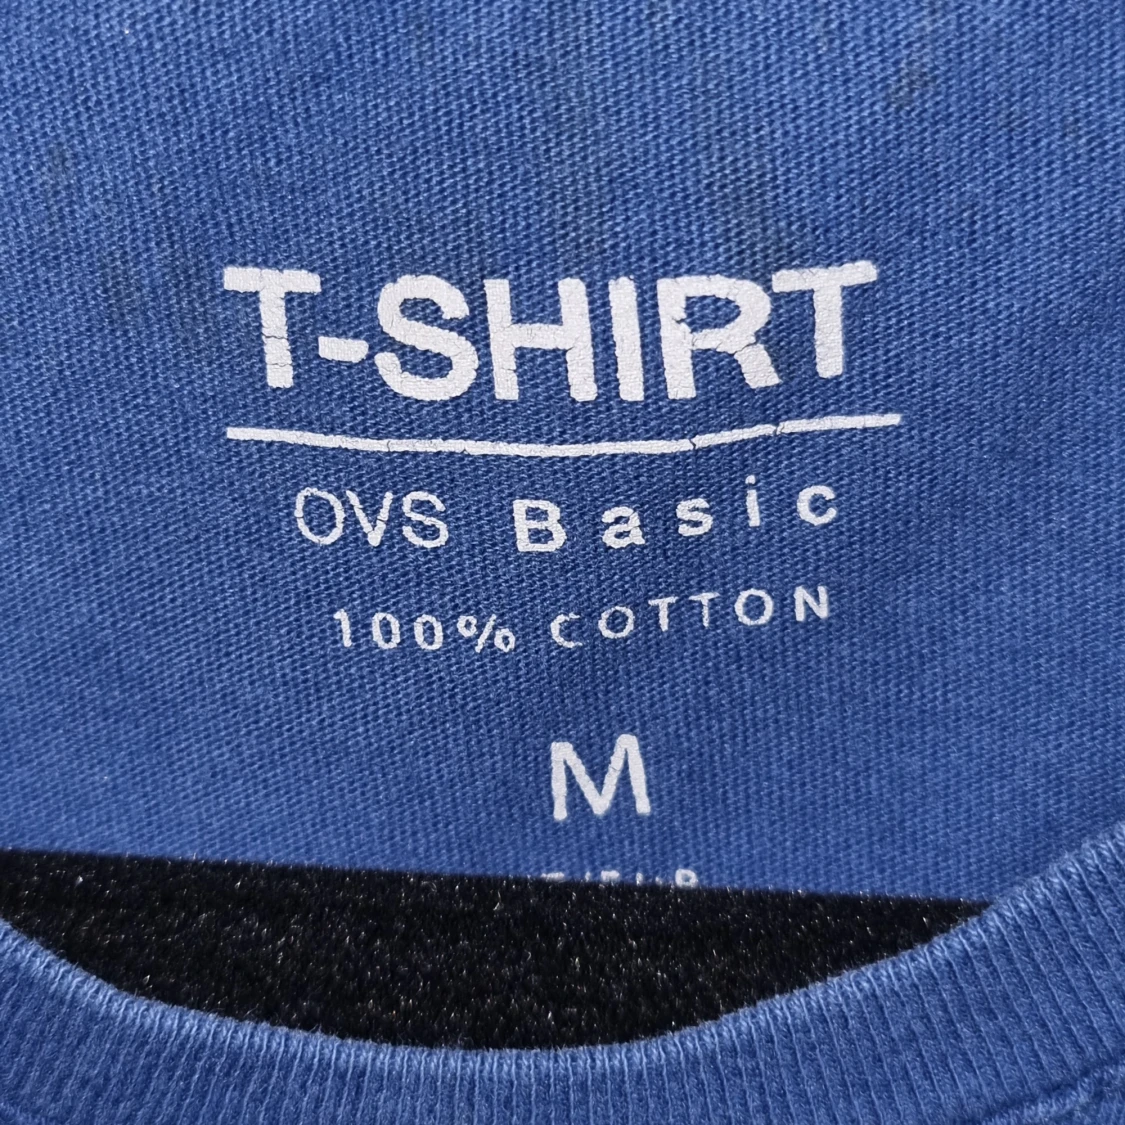 T-SHIRT
OVS Basic
100% COTTON
M